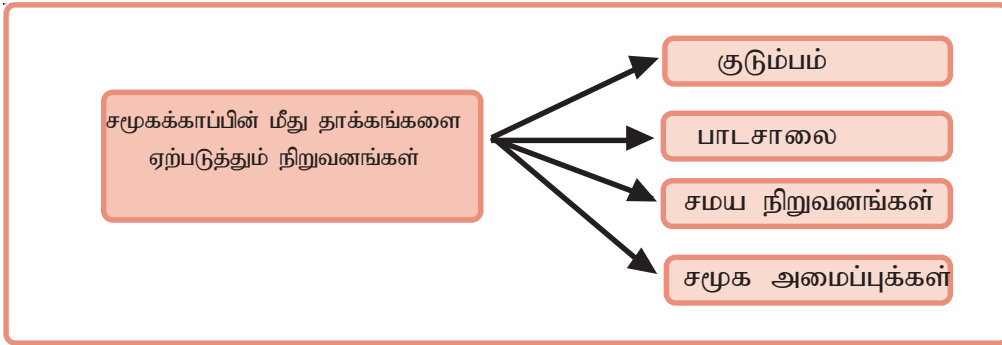 சமூகக்காப்பின் மீது தாக்கங்களை
ஏற்படுத்தும் நிறுவனங்கள்
குடும்பம்
பாடசாலை
சமய நிறுவனங்கள்
சமூக அமைப்புக்கள்